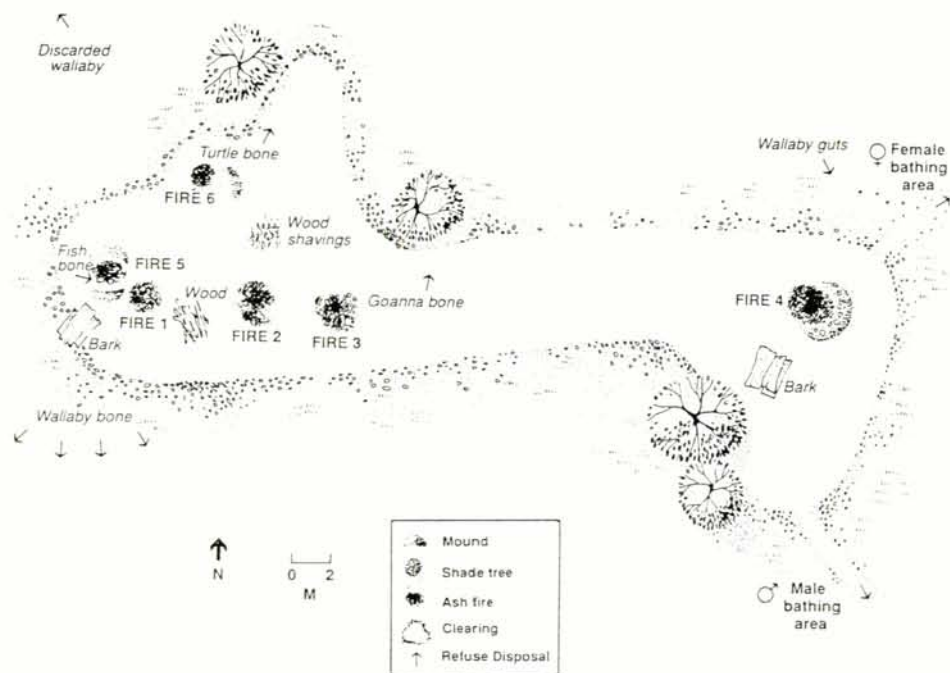 Discarded
wallaby
Turtle bone
FIRE 6
Wallaby guts
♀ Female
bathing
area
Wood
shavings
Fish
bone
FIRE 5
Wood
Goanna bone
FIRE 4
FIRE 1
FIRE 2
FIRE 3
Bark
Bark
Wallaby bone
N
0 2
M
Mound
Shade tree
Ash fire
Clearing
Refuse Disposal
♂ Male
bathing
area